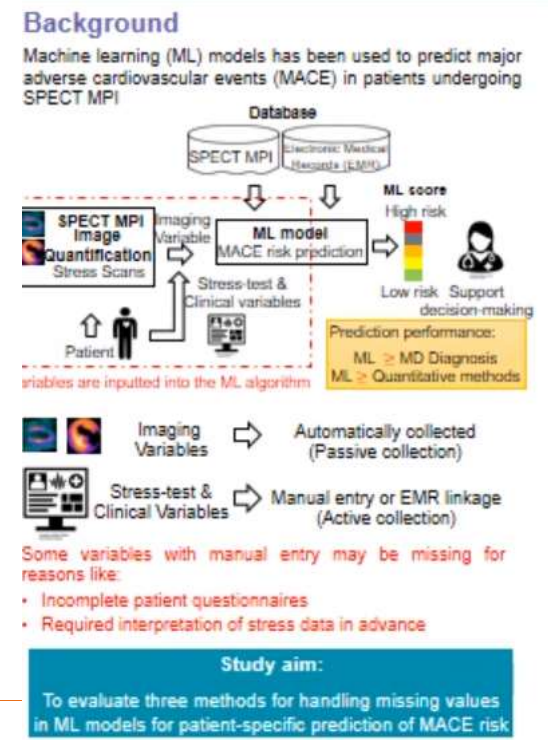 Background
Machine learning (ML) models has been used to predict major
adverse cardiovascular events (MACE) in patients undergoing
SPECT MPI
Database
SPECT MPI
Electronic Medical
Records (EMR)
ML score
High risk
SPECT MPI
Image
Quantification
Stress Scans
Imaging
Variable
ML model
MACE risk prediction
Stress-test &
Clinical variables
Low risk
Support
decision-making
Patient
Prediction performance:
ML ≥ MD Diagnosis
ML ≥ Quantitative methods
ariables are inputted into the ML algorithm
Imaging
Variables
Automatically collected
(Passive collection)
Stress-test &
Clinical Variables
Manual entry or EMR linkage
(Active collection)
Some variables with manual entry may be missing for
reasons like:
• Incomplete patient questionnaires
• Required interpretation of stress data in advance
Study aim:
To evaluate three methods for handling missing values
in ML models for patient-specific prediction of MACE risk